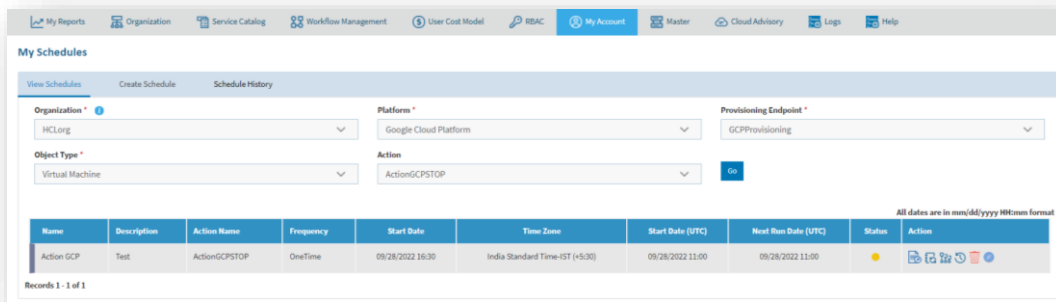 My Reports Organization Service Catalog Workflow Management User Cost Model RBAC My Account Master Cloud Advisory Logs Help
My Schedules
View Schedules Create Schedule Schedule History
Organization * Platform * Provisioning Endpoint *
HCLorg Google Cloud Platform GCPProvisioning
Object Type * Action
Virtual Machine ActionGCPSTOP Go
All dates are in mm/dd/yyyy HH:mm format
Name Description Action Name Frequency Start Date Time Zone Start Date (UTC) Next Run Date (UTC) Status Action
Action GCP Test ActionGCPSTOP OneTime 09/28/2022 16:30 India Standard Time-IST (+5:30) 09/28/2022 11:00 09/28/2022 11:00
Records 1 - 1 of 1